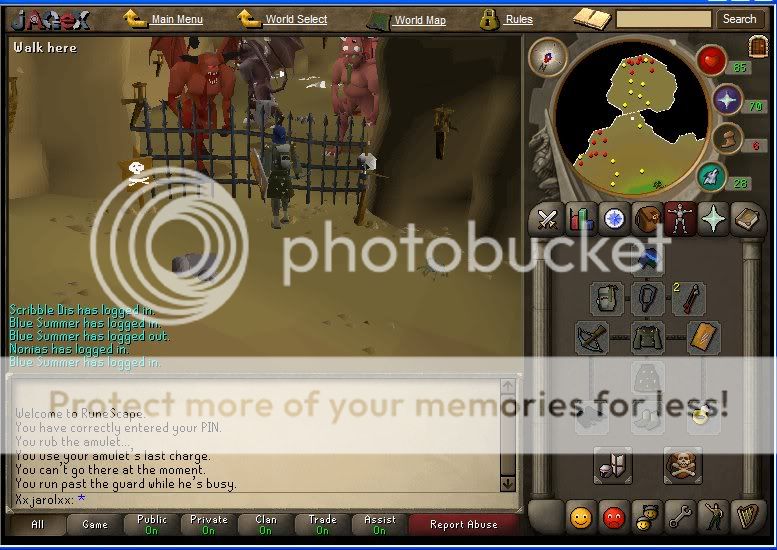 JAGEX
Main Menu
World Select
World Map
Rules
Search
Walk here
85
70
6
28
2
photobucket
Scribble Dis has logged in.
Blue Summer has logged in.
Blue Summer has logged out.
Nonias has logged in.
Blue Summer has logged in.
Protect more of your memories for less!
Welcome to RuneScape.
You have correctly entered your PIN.
You rub the amulet...
You use your amulet's last charge.
You can't go there at the moment.
You run past the guard while he's busy.
Xxjarolxx: *
All
Game
Public
On
Private
On
Clan
On
Trade
On
Assist
On
Report Abuse